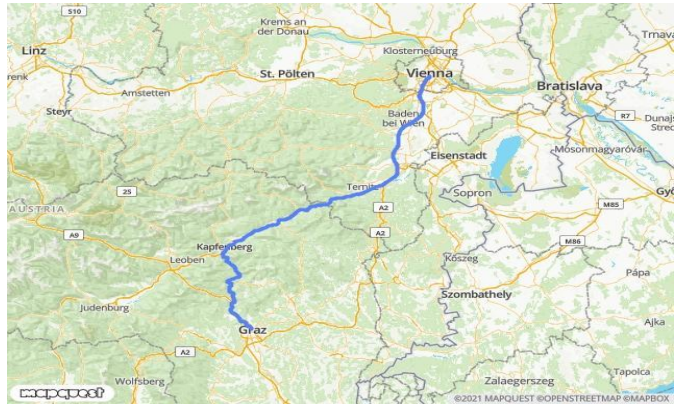 S10
Krems an
der Donau
Klosterneuburg
Linz
Trnava
Vienna
St. Pölten
Amstetten
Bratislava
Steyr
Baden
bei Wien
R7
Dunajs
Stred
Eisenstadt
Mosonmagyaróvár
25
Ternitz
A2
Sopron
AUSTRIA
A9
Kapfenberg
A2
M85
Leoben
M86
Kőszeg
Pápa
Judenburg
Szombathely
Graz
Ajka
A2
Wolfsberg
Tapolca
Zalaegerszeg
mapquest
©2021 MAPQUEST ©OPENSTREETMAP ©MAPBOX